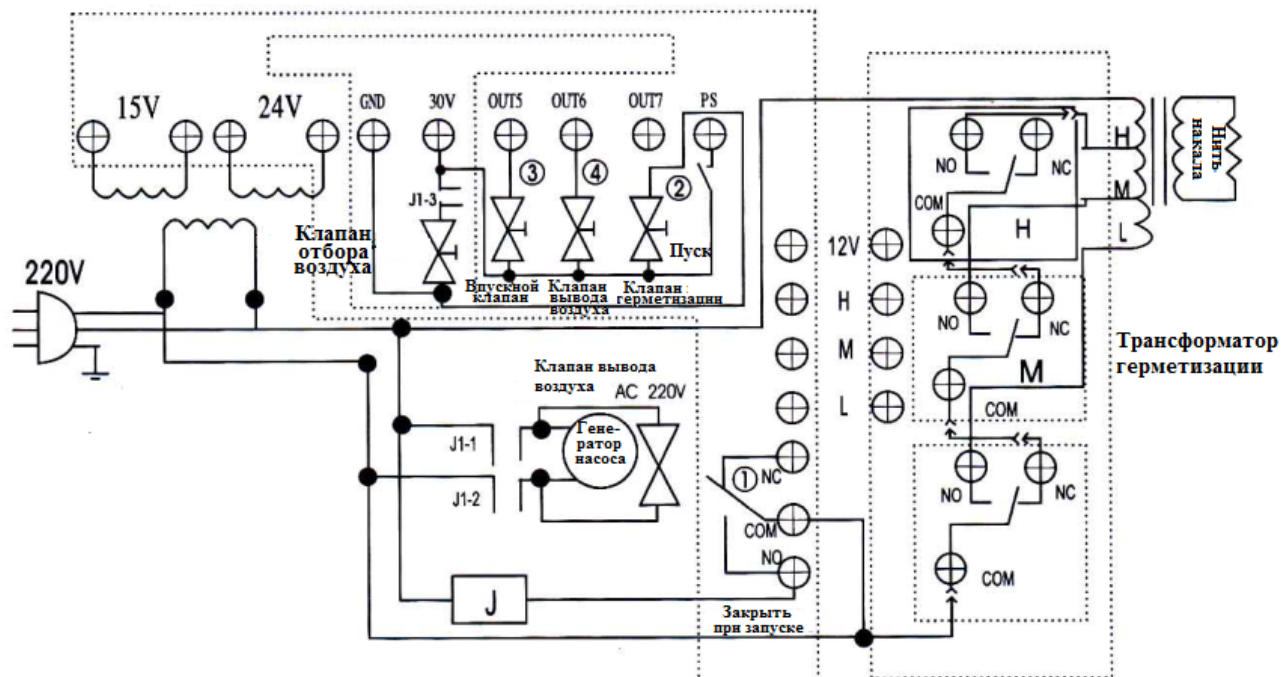 15V
24V
GND
30V
OUT5
OUT6
OUT7
PS
③
④
②
J1-3
Пуск
Клапан
отбора
воздуха
Впускной
клапан
Клапан
вывода
воздуха
Клапан
герметизации
220V
12V
H
M
L
Клапан вывода
воздуха
AC 220V
Гене-
ратор
насоса
J1-1
J1-2
①
NC
COM
NO
J
Закрыть
при запуске
NO
NC
COM
H
NO
NC
COM
M
NO
NC
COM
H
M
L
Нить
накала
Трансформатор
герметизации